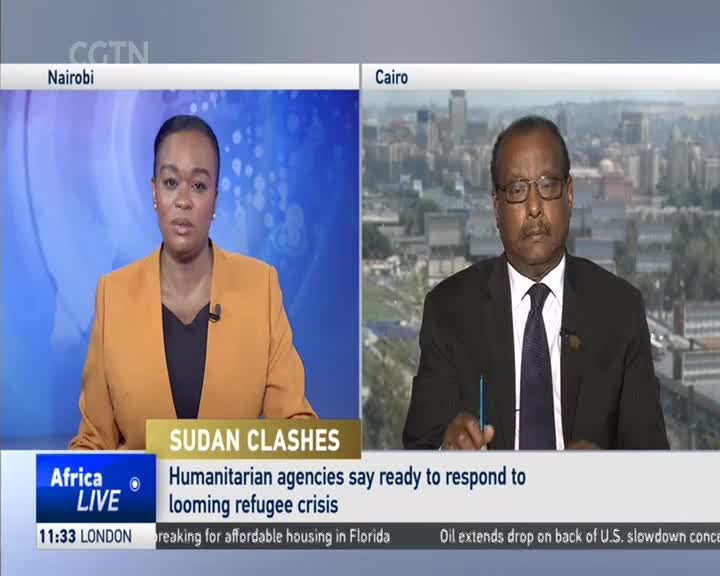 CGTN
Nairobi
Cairo
SUDAN CLASHES
Humanitarian agencies say ready to respond to
looming refugee crisis
Africa
LIVE
11:33 LONDON
breaking for affordable housing in Florida
Oil extends drop on back of U.S. slowdown conce